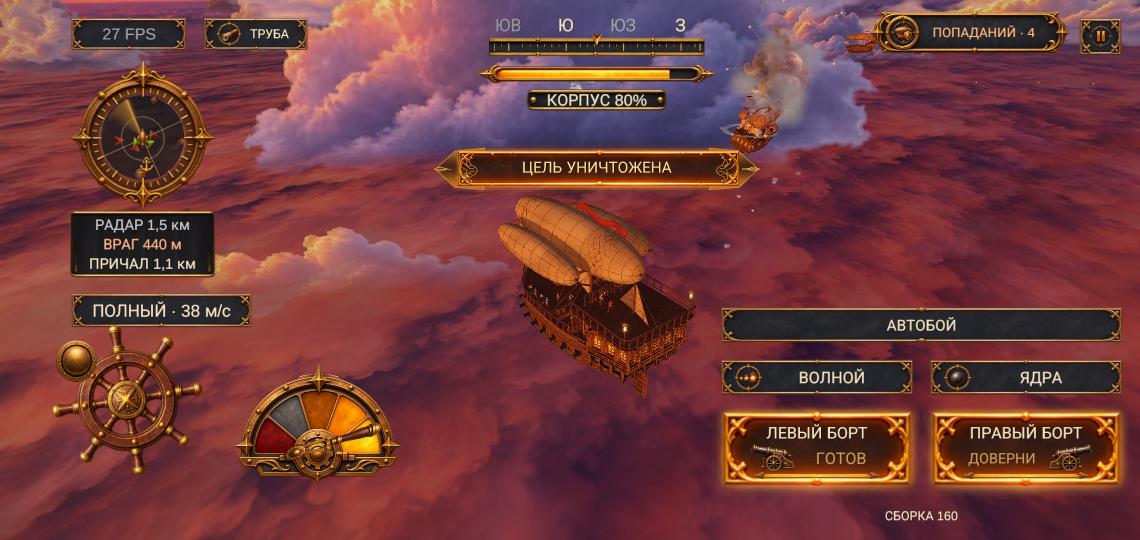 27 FPS
ТРУБА
ЮВ Ю ЮЗ З
ПОПАДАНИЙ · 4
КОРПУС 80%
ЦЕЛЬ УНИЧТОЖЕНА
РАДАР 1,5 км
ВРАГ 440 м
ПРИЧАЛ 1,1 км
ПОЛНЫЙ · 38 м/с
АВТОБОЙ
ВОЛНОЙ
ЯДРА
ЛЕВЫЙ БОРТ
ГОТОВ
ПРАВЫЙ БОРТ
ДОВЕРНИ
СБОРКА 160